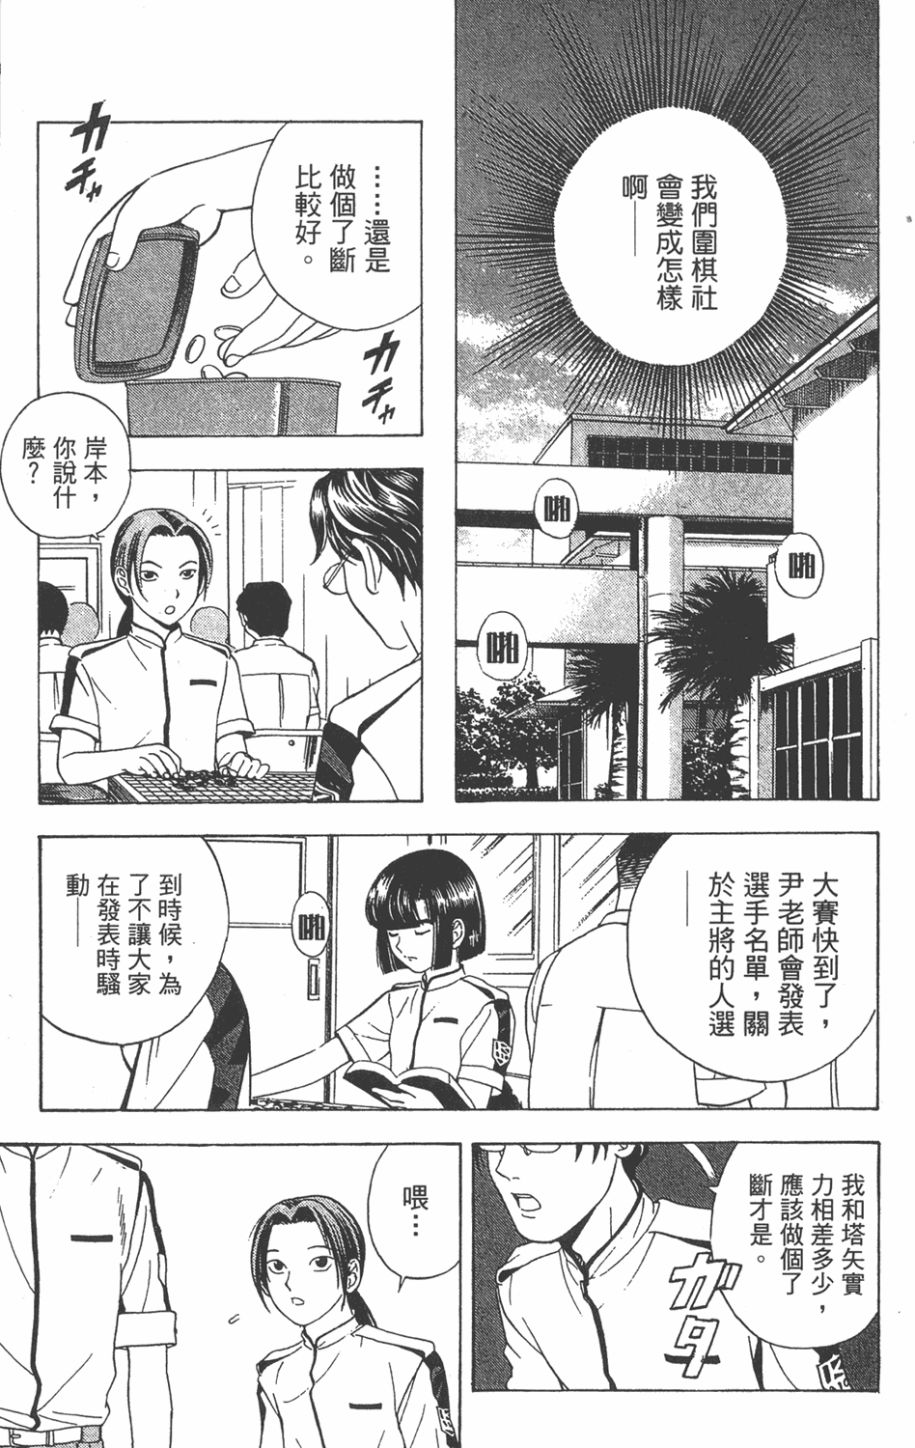 我們圍棋社
會變成怎樣
啊——
啪
啪
啪
……還是
做個了斷
比較好。
カチャ
カチャ
岸本，
你說什
麼？
大賽快到了，
尹老師會發表
選手名單，關
於主將的人選
——
啪
到時候，為
了不讓大家
在發表時騷
動——
我和塔矢實
力相差多少，
應該做個了
斷才是。
ガタ
喂…